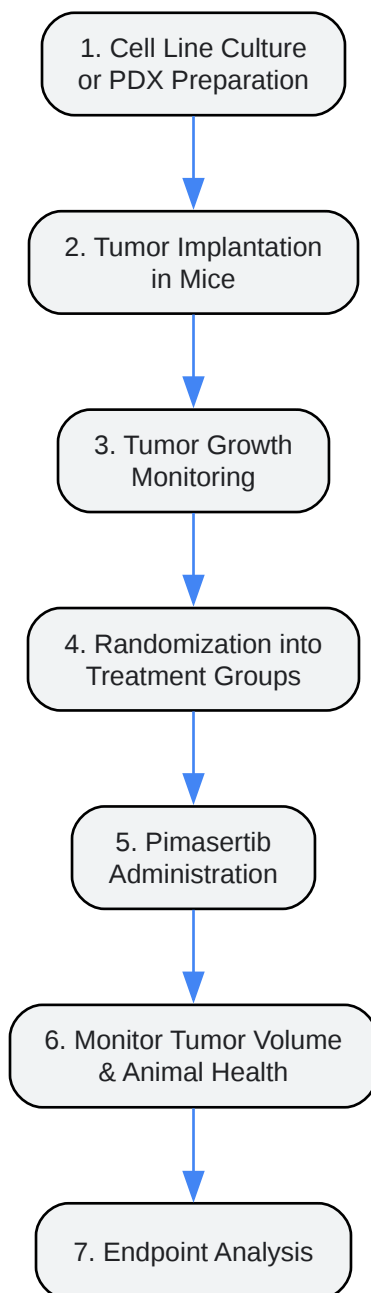 1. Cell Line Culture
or PDX Preparation
2. Tumor Implantation
in Mice
3. Tumor Growth
Monitoring
4. Randomization into
Treatment Groups
5. Pimasertib
Administration
6. Monitor Tumor Volume
& Animal Health
7. Endpoint Analysis